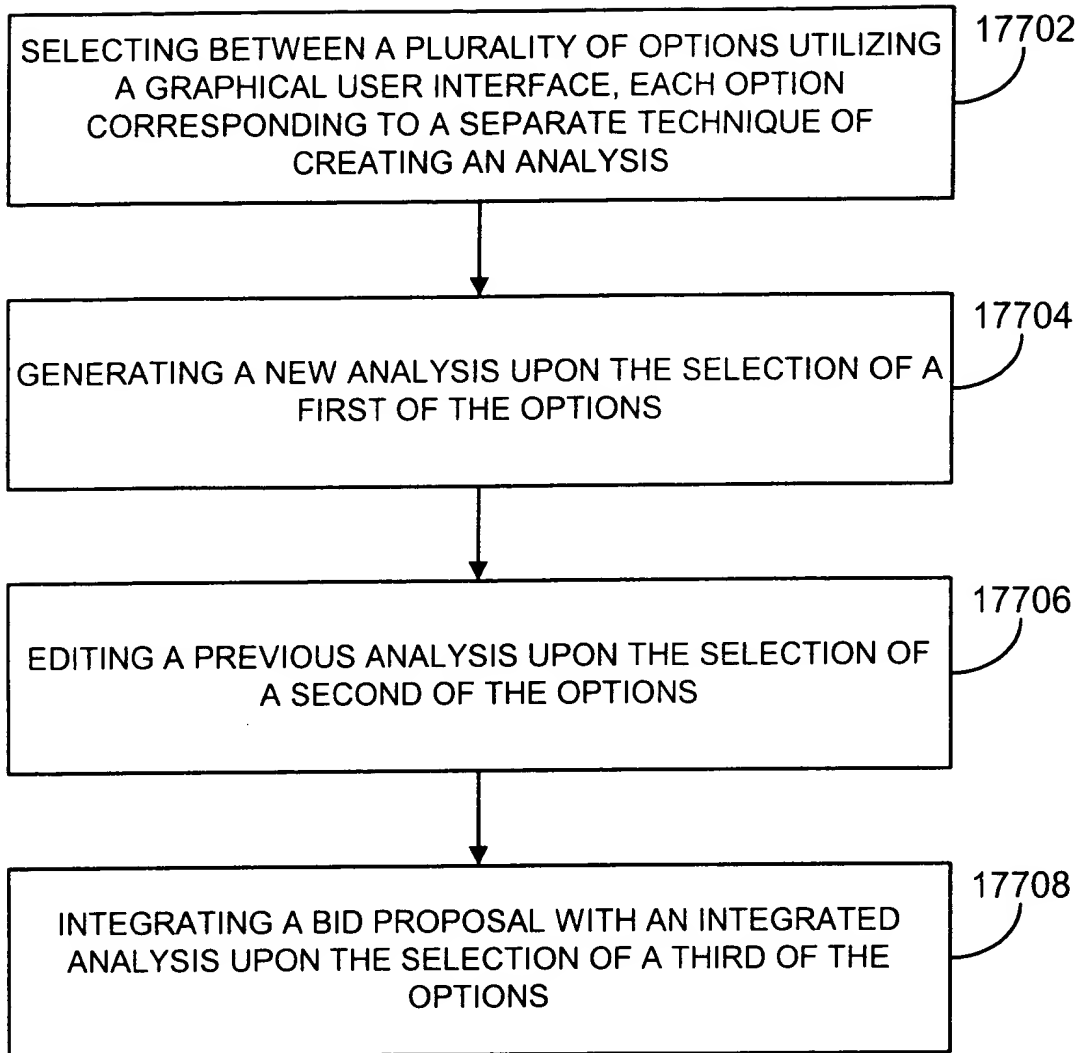 SELECTING BETWEEN A PLURALITY OF OPTIONS UTILIZING
A GRAPHICAL USER INTERFACE, EACH OPTION
CORRESPONDING TO A SEPARATE TECHNIQUE OF
CREATING AN ANALYSIS
17702
GENERATING A NEW ANALYSIS UPON THE SELECTION OF A
FIRST OF THE OPTIONS
17704
EDITING A PREVIOUS ANALYSIS UPON THE SELECTION OF
A SECOND OF THE OPTIONS
17706
INTEGRATING A BID PROPOSAL WITH AN INTEGRATED
ANALYSIS UPON THE SELECTION OF A THIRD OF THE
OPTIONS
17708